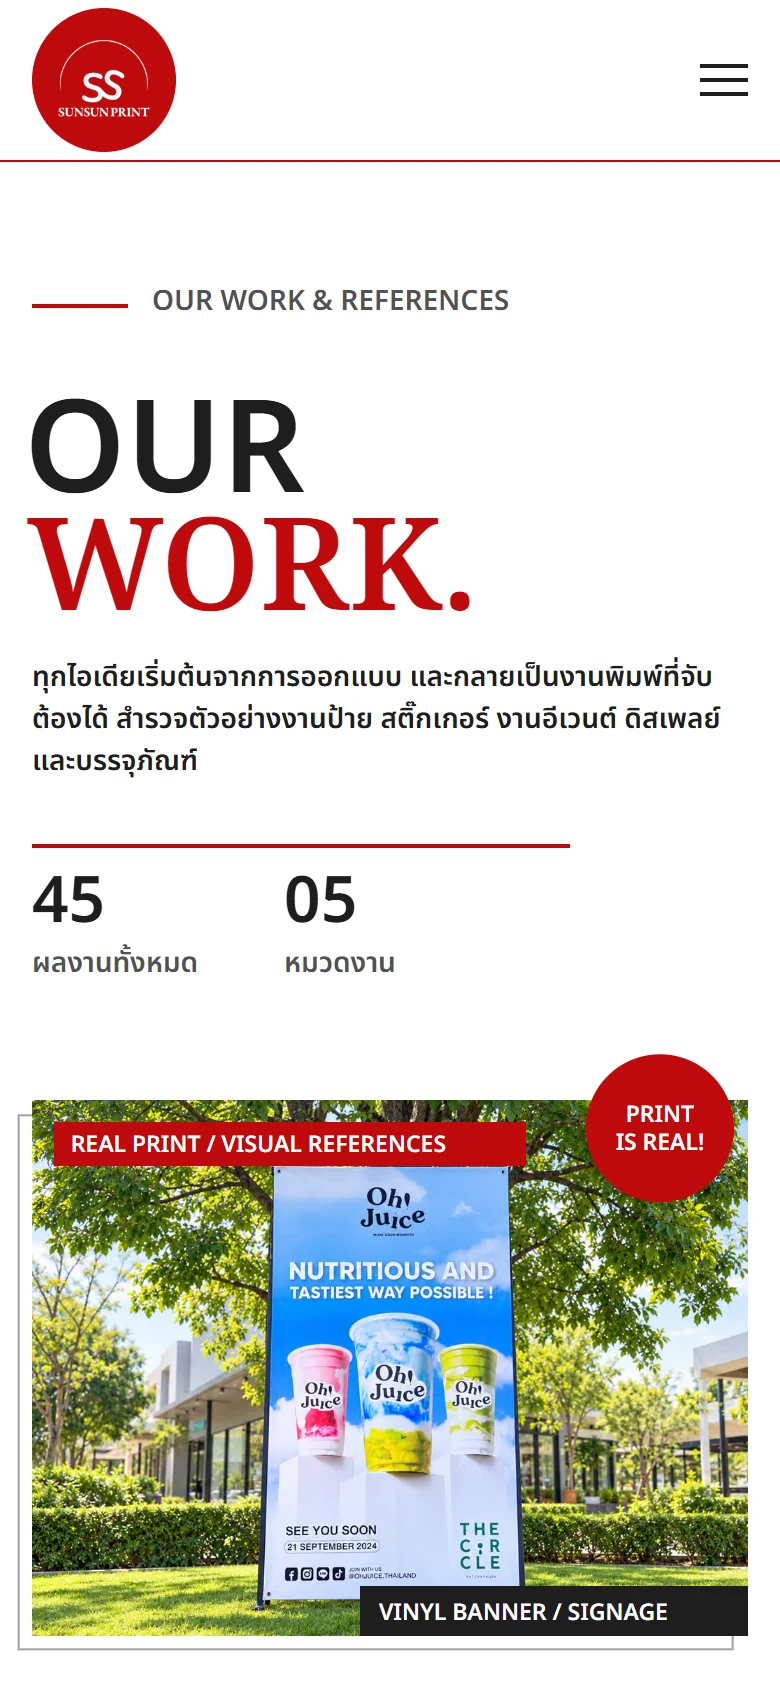 SS
SUNSUN PRINT
OUR WORK & REFERENCES
OUR
WORK.
ทุกไอเดียเริ่มต้นจากการออกแบบ และกลายเป็นงานพิมพ์ที่จับ
ต้องได้ สำรวจตัวอย่างงานป้าย สติ๊กเกอร์ งานอีเวนต์ ดิสเพลย์
และบรรจุภัณฑ์
45
ผลงานทั้งหมด
05
หมวดงาน
PRINT
IS REAL!
REAL PRINT / VISUAL REFERENCES
Oh!
Juice
NUTRITIOUS AND
TASTIEST WAY POSSIBLE !
Oh!
Juice
Oh!
Juice
Oh!
Juice
SEE YOU SOON
21 SEPTEMBER 2024
JOIN WITH US
@OHJUICE.THAILAND
THE
CIR
CLE
VINYL BANNER / SIGNAGE